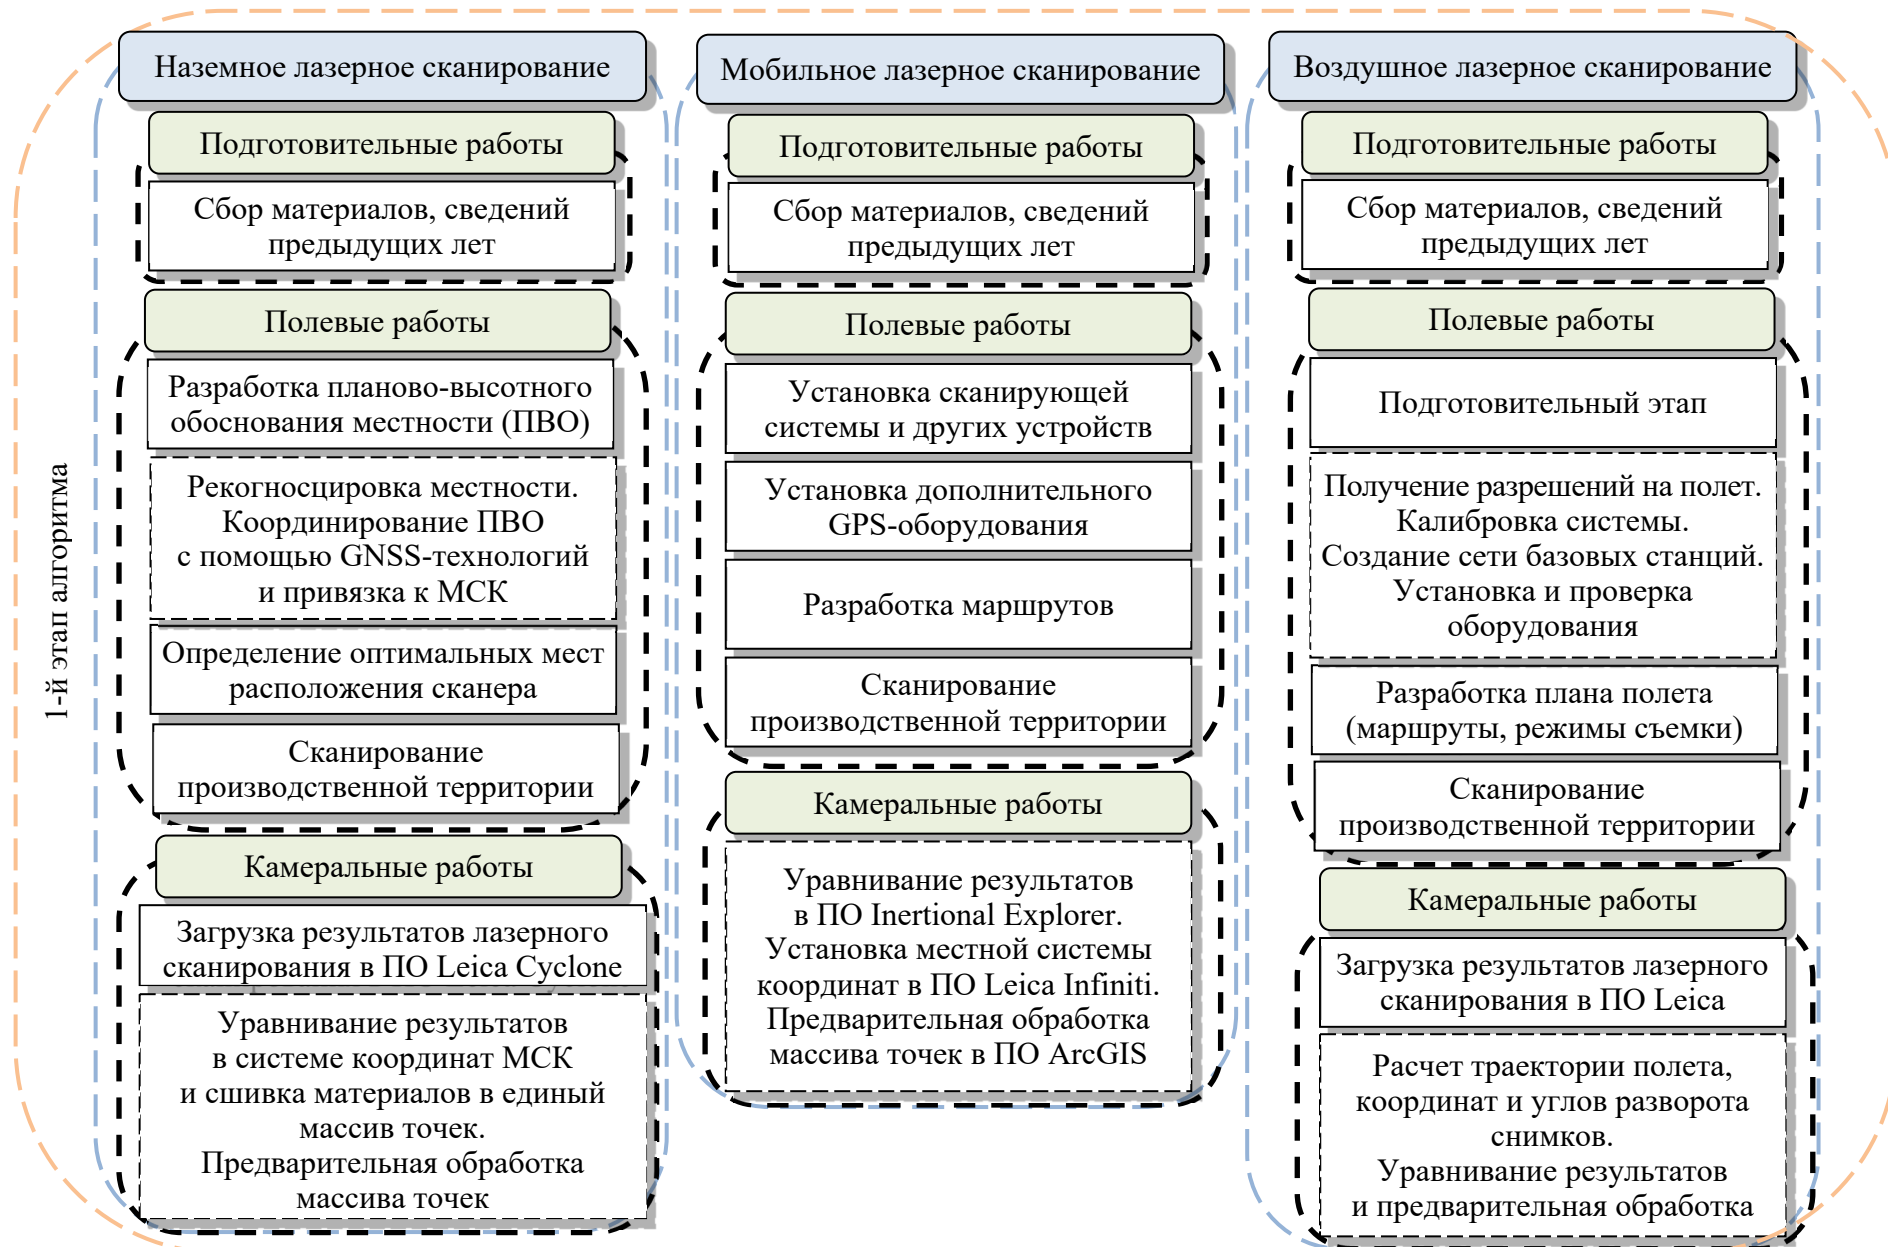 1-й этап алгоритма
Наземное лазерное сканирование
Подготовительные работы
Сбор материалов, сведений
предыдущих лет
Полевые работы
Разработка планово-высотного
обоснования местности (ПВО)
Рекогносцировка местности.
Координирование ПВО
с помощью GNSS-технологий
и привязка к МСК
Определение оптимальных мест
расположения сканера
Сканирование
производственной территории
Камеральные работы
Загрузка результатов лазерного
сканирования в ПО Leica Cyclone
Уравнивание результатов
в системе координат МСК
и сшивка материалов в единый
массив точек.
Предварительная обработка
массива точек
Мобильное лазерное сканирование
Подготовительные работы
Сбор материалов, сведений
предыдущих лет
Полевые работы
Установка сканирующей
системы и других устройств
Установка дополнительного
GPS-оборудования
Разработка маршрутов
Сканирование
производственной территории
Камеральные работы
Уравнивание результатов
в ПО Inertional Explorer.
Установка местной системы
координат в ПО Leica Infiniti.
Предварительная обработка
массива точек в ПО ArcGIS
Воздушное лазерное сканирование
Подготовительные работы
Сбор материалов, сведений
предыдущих лет
Полевые работы
Подготовительный этап
Получение разрешений на полет.
Калибровка системы.
Создание сети базовых станций.
Установка и проверка
оборудования
Разработка плана полета
(маршруты, режимы съемки)
Сканирование
производственной территории
Камеральные работы
Загрузка результатов лазерного
сканирования в ПО Leica
Расчет траектории полета,
координат и углов разворота
снимков.
Уравнивание результатов
и предварительная обработка